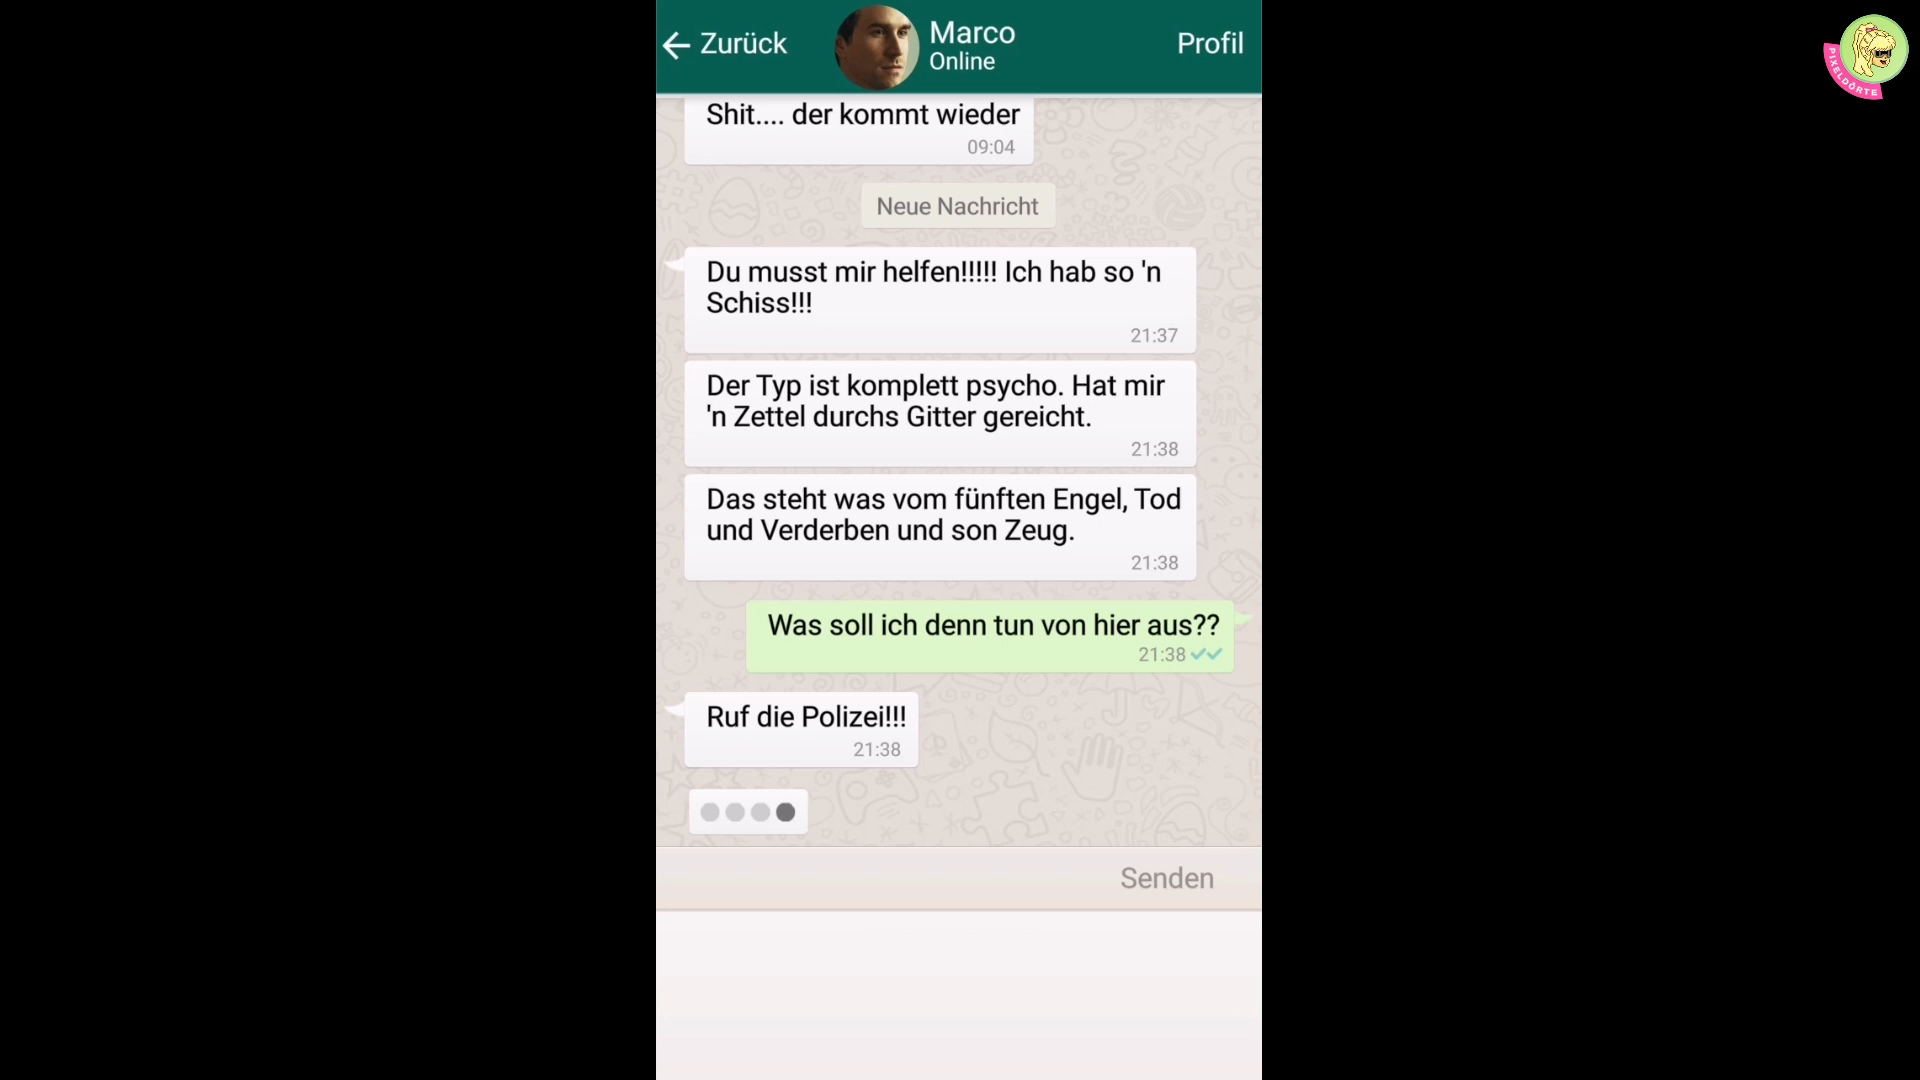 Zurück
Marco
Online
Profil
PIXELDÖRTE
Shit.... der kommt wieder
09:04
Neue Nachricht
Du musst mir helfen!!!!! Ich hab so 'n
Schiss!!!
21:37
Der Typ ist komplett psycho. Hat mir
'n Zettel durchs Gitter gereicht.
21:38
Das steht was vom fünften Engel, Tod
und Verderben und son Zeug.
21:38
Was soll ich denn tun von hier aus??
21:38
Ruf die Polizei!!!
21:38
Senden